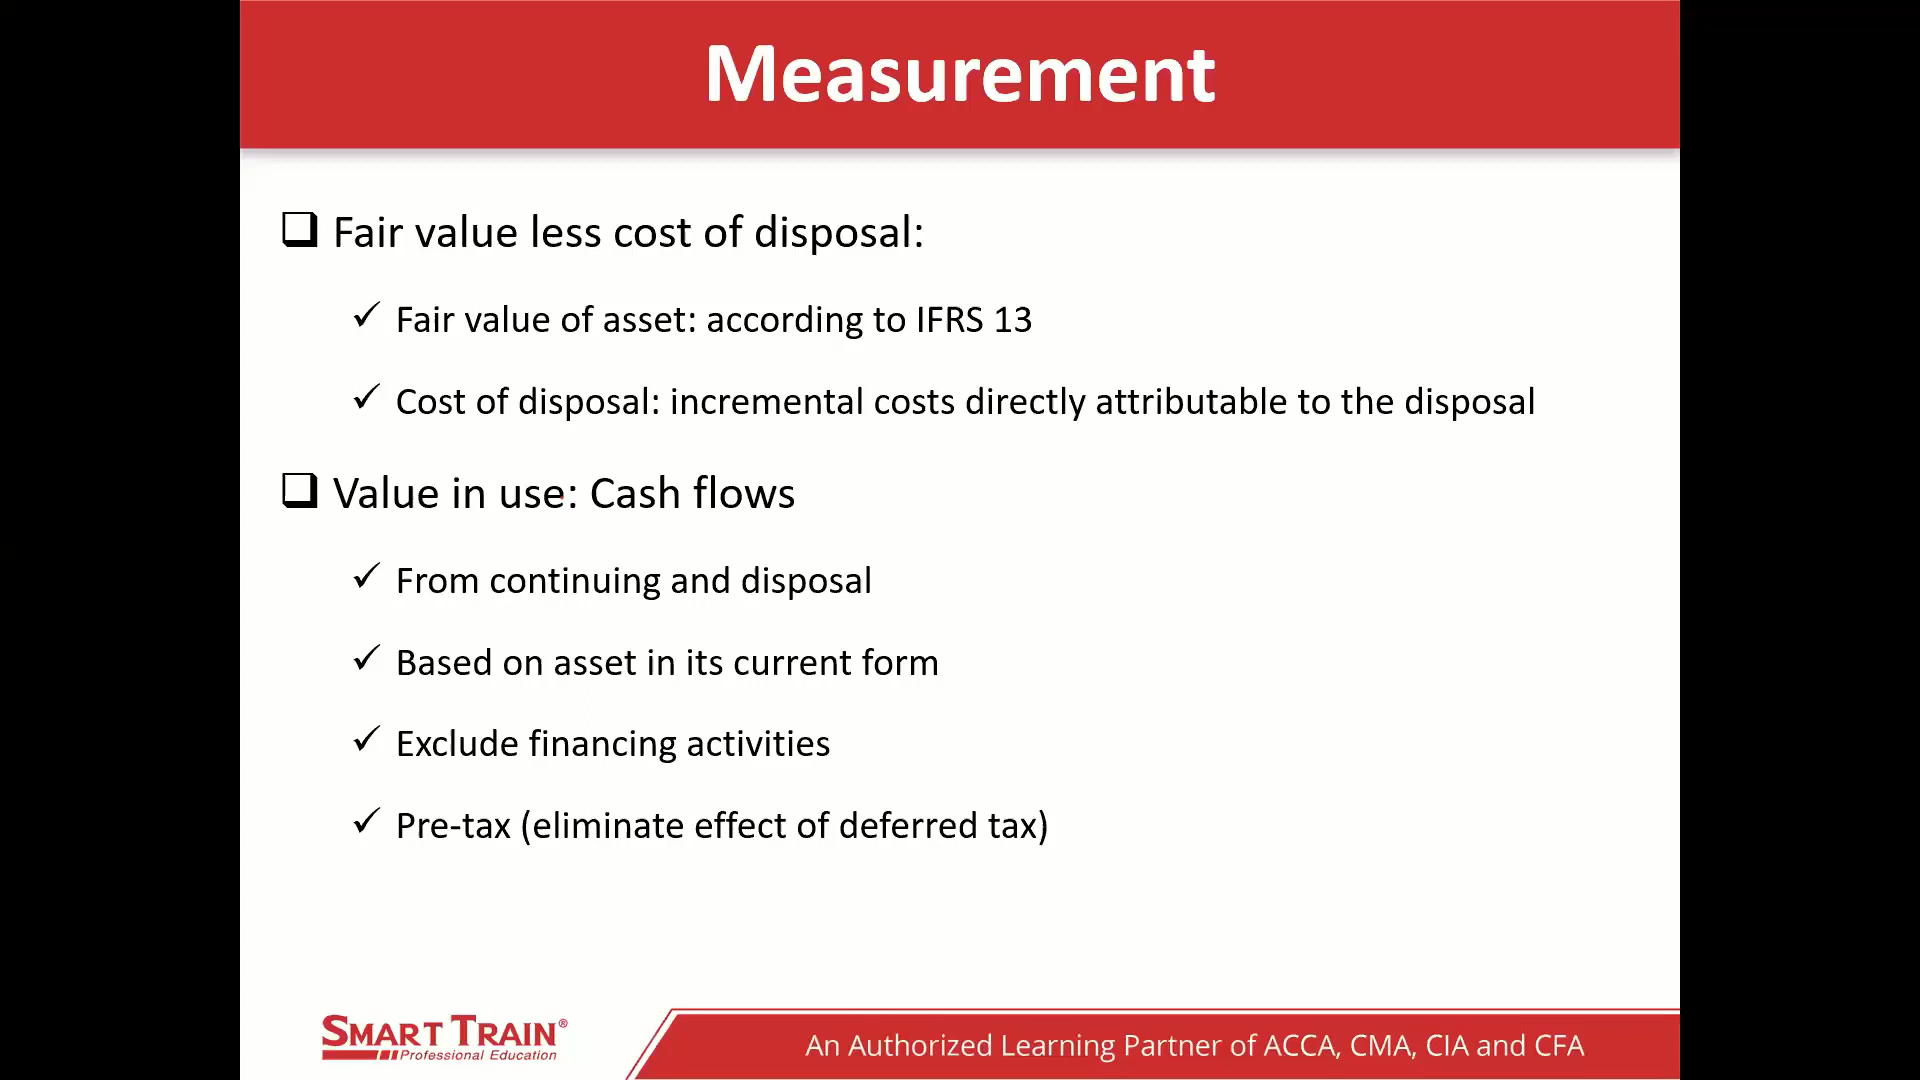 Measurement
Fair value less cost of disposal:
Fair value of asset: according to IFRS 13
Cost of disposal: incremental costs directly attributable to the disposal
Value in use: Cash flows
From continuing and disposal
Based on asset in its current form
Exclude financing activities
Pre-tax (eliminate effect of deferred tax)
SMART TRAIN®
Professional Education
An Authorized Learning Partner of ACCA, CMA, CIA and CFA